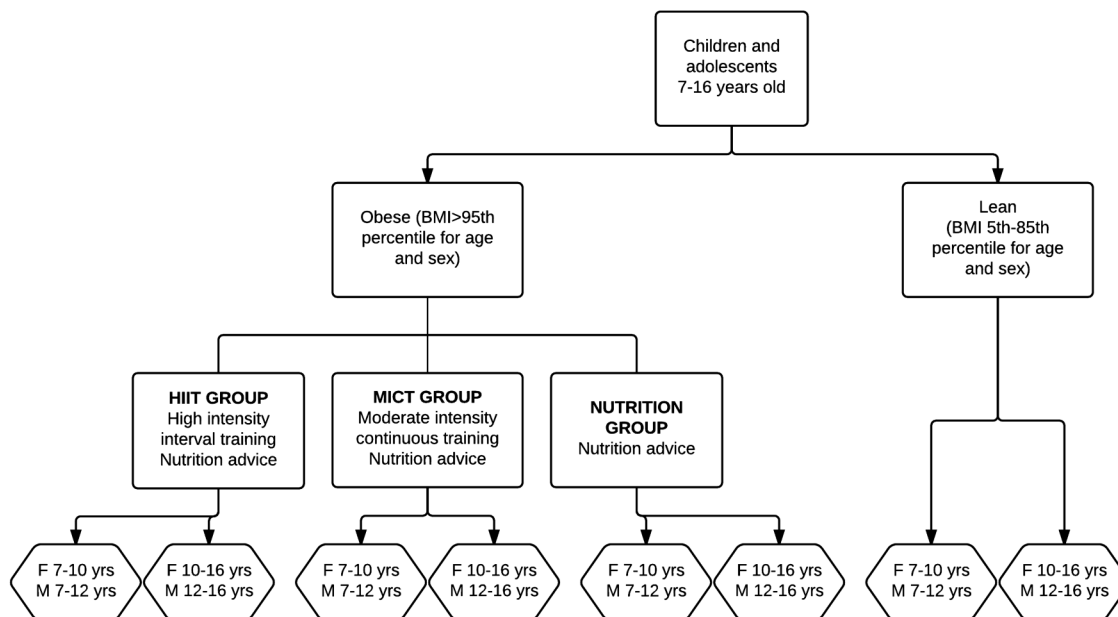 Children and
adolescents
7-16 years old
Obese (BMI>95th
percentile for age
and sex)
Lean
(BMI 5th-85th
percentile for age
and sex)
HIIT GROUP
High intensity
interval training
Nutrition advice
MICT GROUP
Moderate intensity
continuous training
Nutrition advice
NUTRITION
GROUP
Nutrition advice
F 7-10 yrs
M 7-12 yrs
F 10-16 yrs
M 12-16 yrs
F 7-10 yrs
M 7-12 yrs
F 10-16 yrs
M 12-16 yrs
F 7-10 yrs
M 7-12 yrs
F 10-16 yrs
M 12-16 yrs
F 7-10 yrs
M 7-12 yrs
F 10-16 yrs
M 12-16 yrs